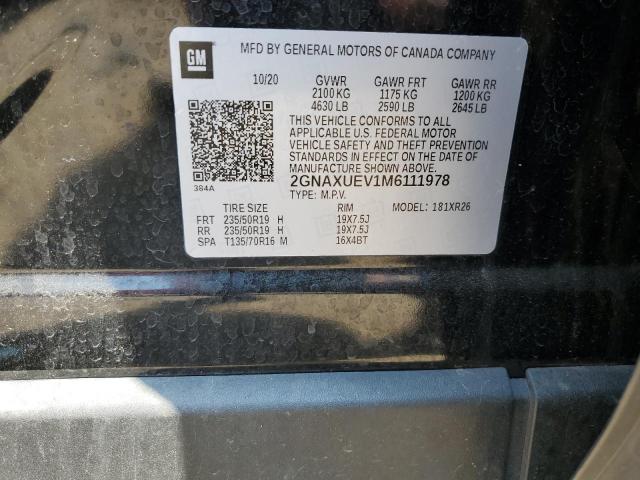 GM
MFD BY GENERAL MOTORS OF CANADA COMPANY
10/20 GVWR GAWR FRT GAWR RR
2100 KG 1175 KG 1200 KG
4630 LB 2590 LB 2645 LB
THIS VEHICLE CONFORMS TO ALL
APPLICABLE U.S. FEDERAL MOTOR
VEHICLE SAFETY AND THEFT PREVENTION
STANDARDS IN EFFECT ON THE DATE OF
MANUFACTURE SHOWN ABOVE.
384A
2GNAXUEV1M6111978
TYPE: M.P.V. MODEL: 181XR26
TIRE SIZE RIM
FRT 235/50R19 H 19X7.5J
RR 235/50R19 H 19X7.5J
SPA T135/70R16 M 16X4BT